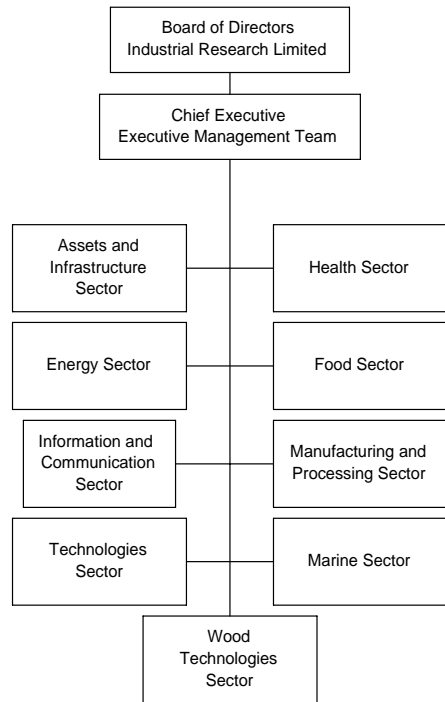 Board of Directors
Industrial Research Limited
Chief Executive
Executive Management Team
Assets and
Infrastructure
Sector
Health Sector
Energy Sector
Food Sector
Information and
Communication
Sector
Manufacturing and
Processing Sector
Technologies
Sector
Marine Sector
Wood
Technologies
Sector